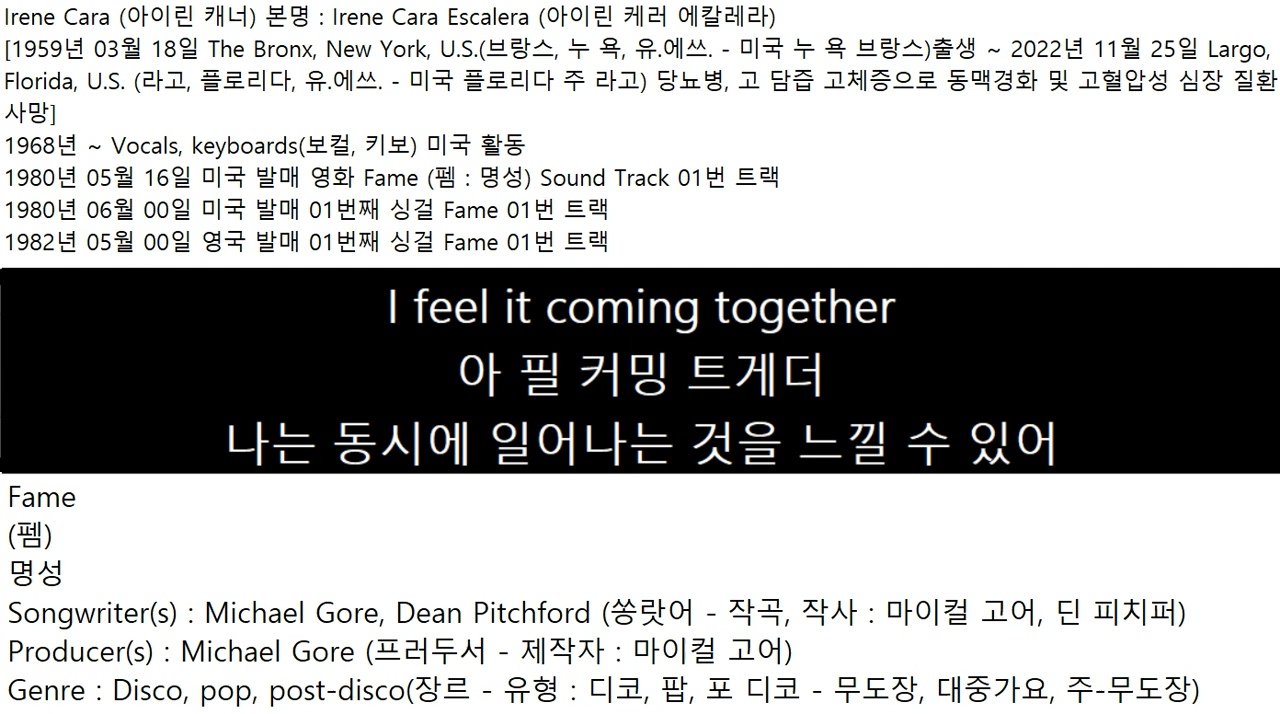 Irene Cara (아이린 캐너) 본명 : Irene Cara Escalera (아이린 케러 에칼레라)
[1959년 03월 18일 The Bronx, New York, U.S.(브랑스, 누 욕, 유.에쓰. - 미국 누 욕 브랑스)출생 ~ 2022년 11월 25일 Largo,
Florida, U.S. (라고, 플로리다, 유.에쓰. - 미국 플로리다 주 라고) 당뇨병, 고 담즙 고체증으로 동맥경화 및 고혈압성 심장 질환
사망]
1968년 ~ Vocals, keyboards(보컬, 키보) 미국 활동
1980년 05월 16일 미국 발매 영화 Fame (펨 : 명성) Sound Track 01번 트랙
1980년 06월 00일 미국 발매 01번째 싱걸 Fame 01번 트랙
1982년 05월 00일 영국 발매 01번째 싱걸 Fame 01번 트랙
I feel it coming together
아 필 커밍 트게더
나는 동시에 일어나는 것을 느낄 수 있어
Fame
(펨)
명성
Songwriter(s) : Michael Gore, Dean Pitchford (쏭랏어 - 작곡, 작사 : 마이컬 고어, 딘 피치퍼)
Producer(s) : Michael Gore (프러두서 - 제작자 : 마이컬 고어)
Genre : Disco, pop, post-disco(장르 - 유형 : 디코, 팝, 포 디코 - 무도장, 대중가요, 주-무도장)